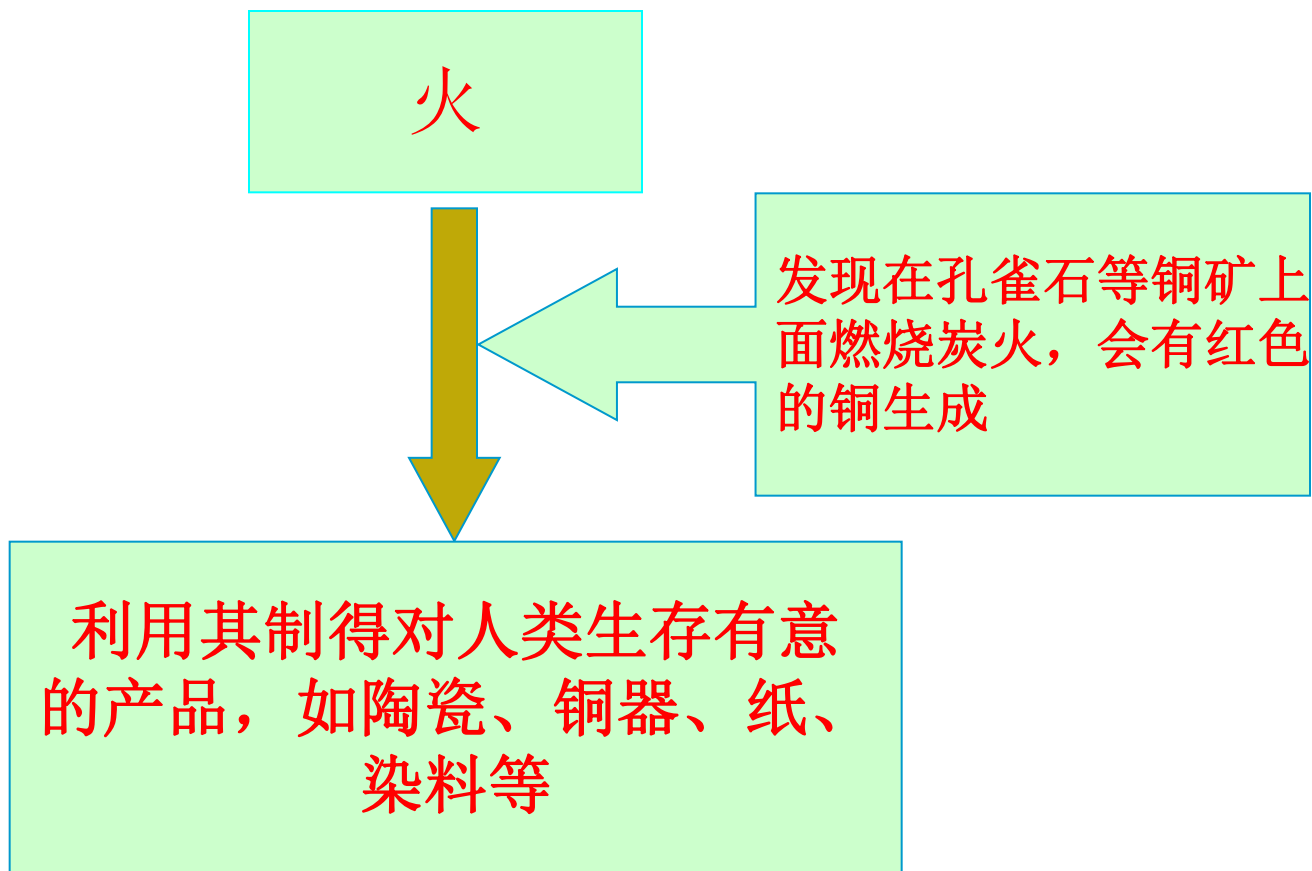 火
发现在孔雀石等铜矿上
面燃烧炭火，会有红色
的铜生成
利用其制得对人类生存有意
的产品，如陶瓷、铜器、纸、
染料等